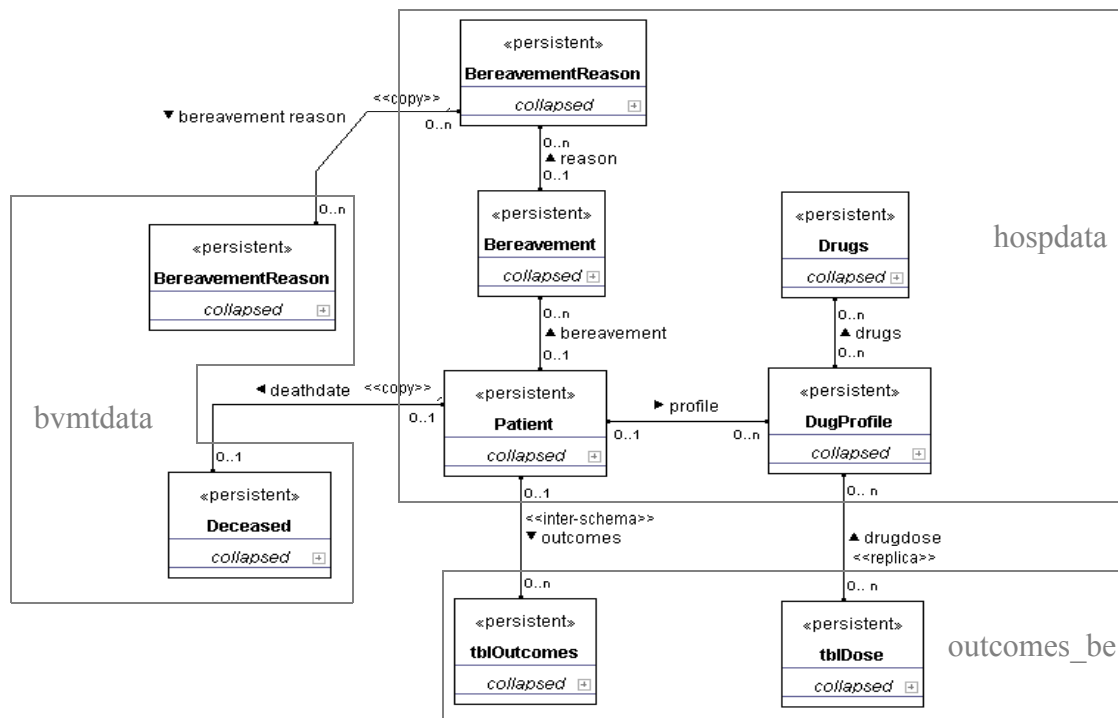 «persistent»
BereavementReason
collapsed
<<copy>>
0..n
▼ bereavement reason
0..n
▲ reason
0..1
0..n
«persistent»
BereavementReason
collapsed
«persistent»
Bereavement
collapsed
«persistent»
Drugs
collapsed
hospdata
0..n
▲ bereavement
0..1
0..n
▲ drugs
0..n
bvmtdata
◄ deathdate
<<copy>>
0..1
0..1
«persistent»
Patient
collapsed
► profile
0..1
0..n
«persistent»
DugProfile
collapsed
«persistent»
Deceased
collapsed
0..1
<<inter-schema>>
▼ outcomes
0..n
0.. n
▲ drugdose
<<replica>>
0.. n
«persistent»
tblOutcomes
collapsed
«persistent»
tblDose
collapsed
outcomes_be